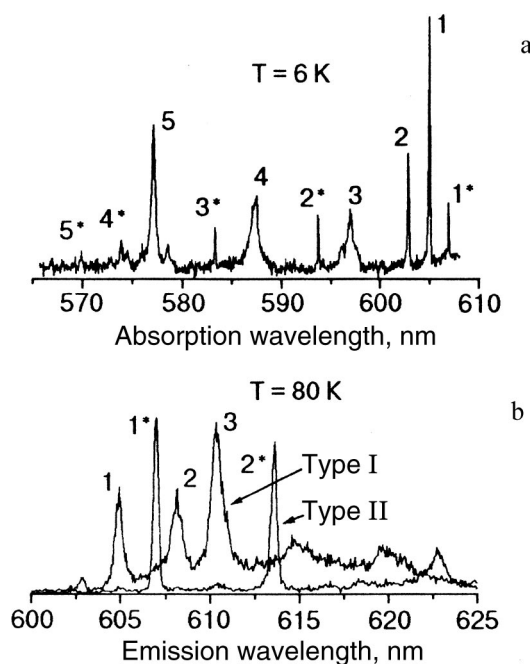 a
1
T = 6 K
5
2
4
3
5*
4*
3*
2*
1*
570 580 590 600 610
Absorption wavelength, nm
b
T = 80 K
1*
3
1
2
2*
Type I
Type II
600 605 610 614 620 625
Emission wavelength, nm